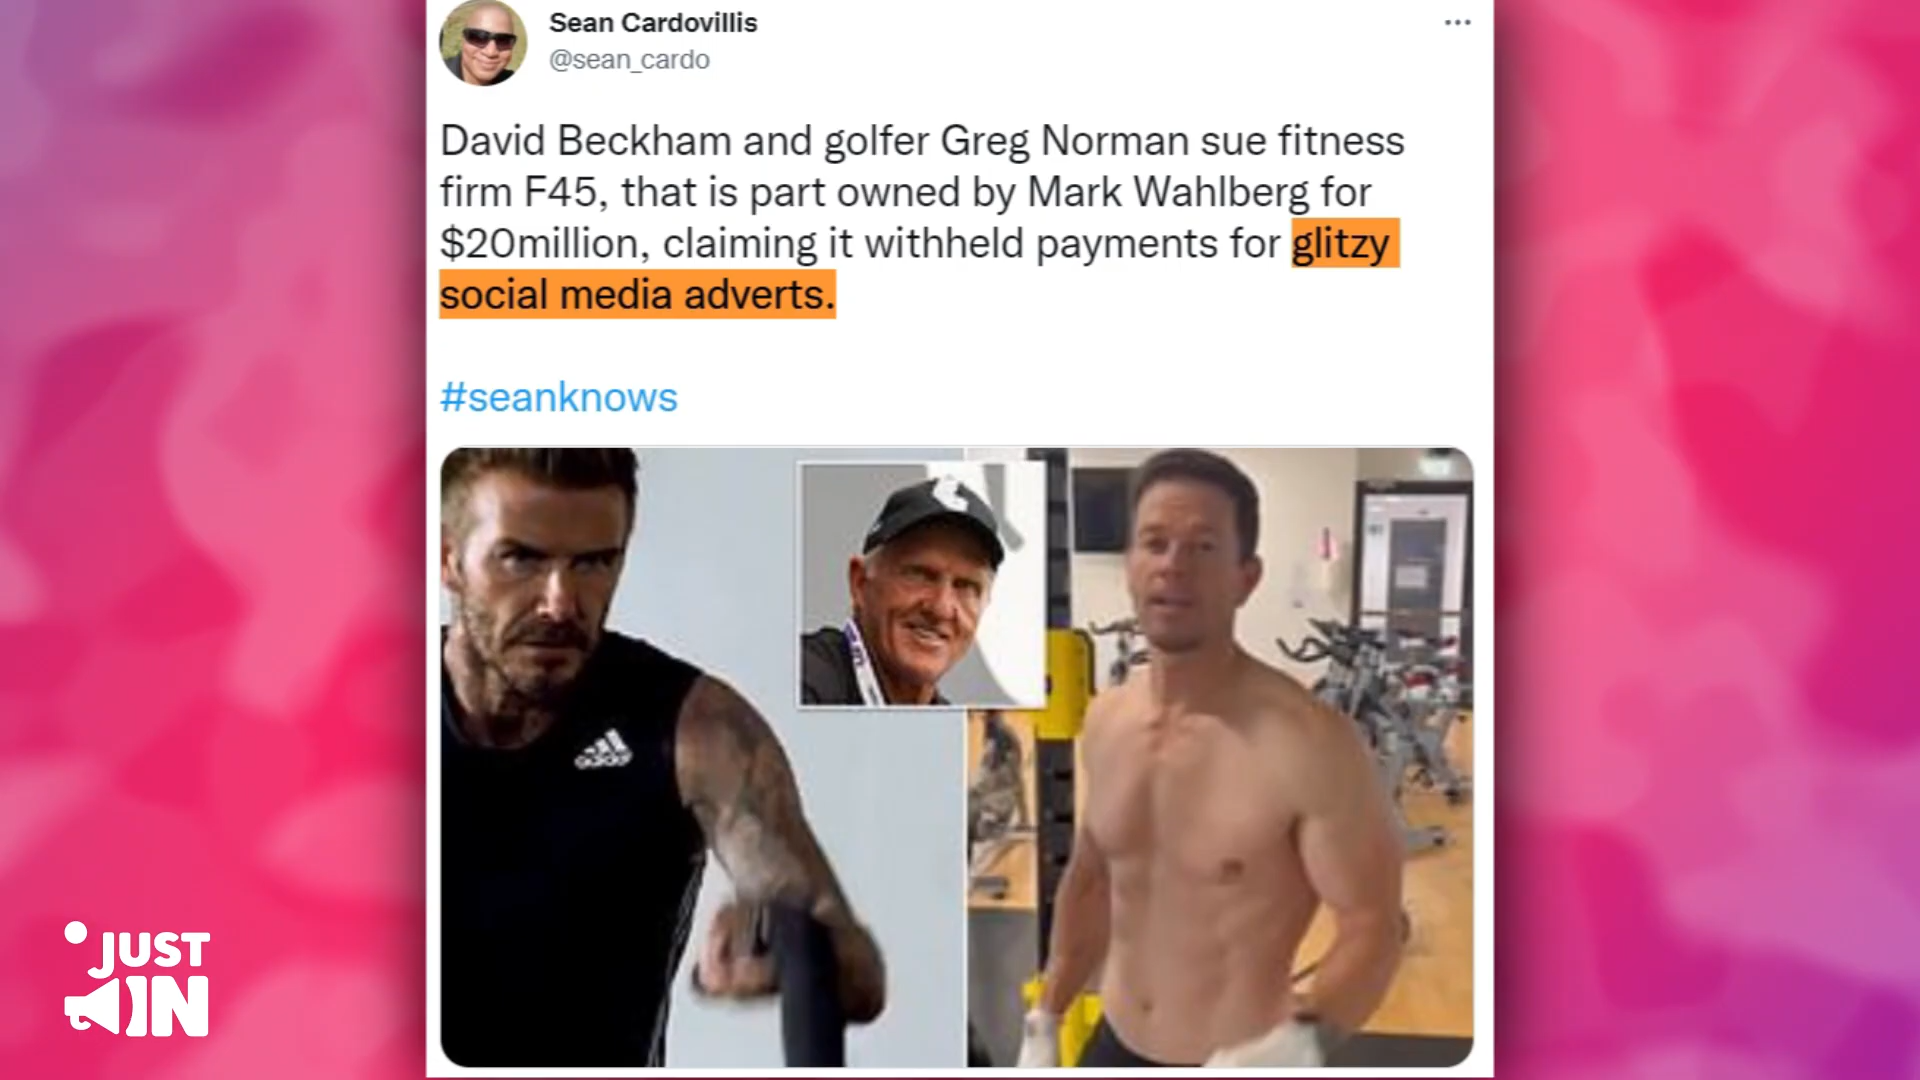 Sean Cardovillis
@sean_cardo
David Beckham and golfer Greg Norman sue fitness
firm F45, that is part owned by Mark Wahlberg for
$20million, claiming it withheld payments for glitzy
social media adverts.
#seanknows
adidas
JUST
IN